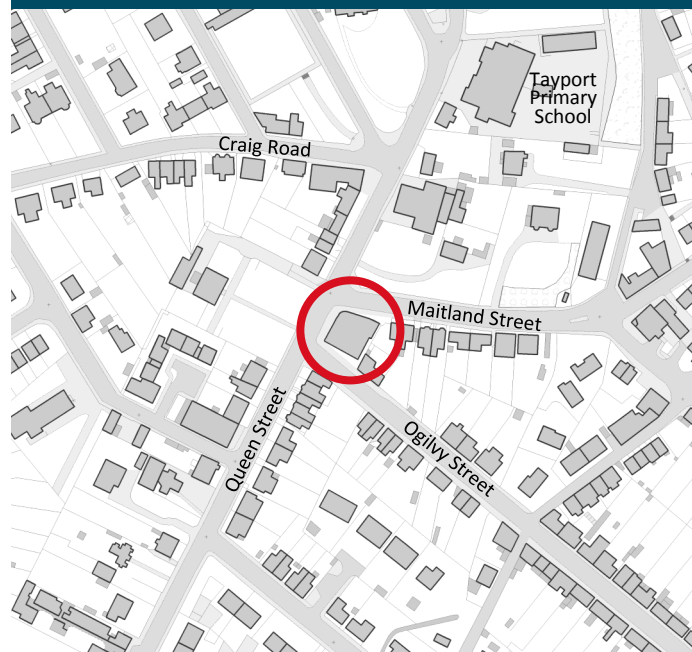 Tayport
Primary
School
Craig Road
Maitland Street
Queen Street
Ogilvy Street